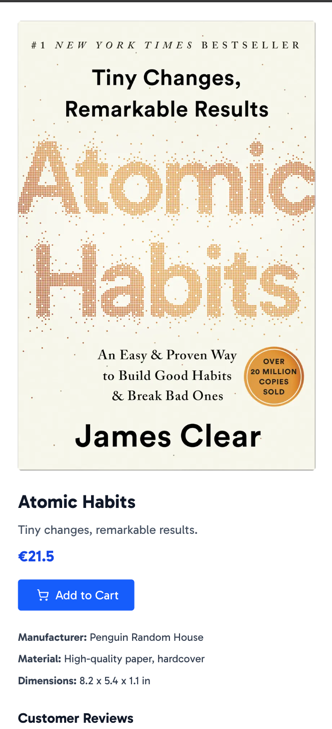 #1 NEW YORK TIMES BESTSELLER
Tiny Changes,
Remarkable Results
Atomic
Habits
An Easy & Proven Way
to Build Good Habits
& Break Bad Ones
OVER
20 MILLION
COPIES
SOLD
James Clear
Atomic Habits
Tiny changes, remarkable results.
€21.5
Add to Cart
Manufacturer: Penguin Random House
Material: High-quality paper, hardcover
Dimensions: 8.2 x 5.4 x 1.1 in
Customer Reviews